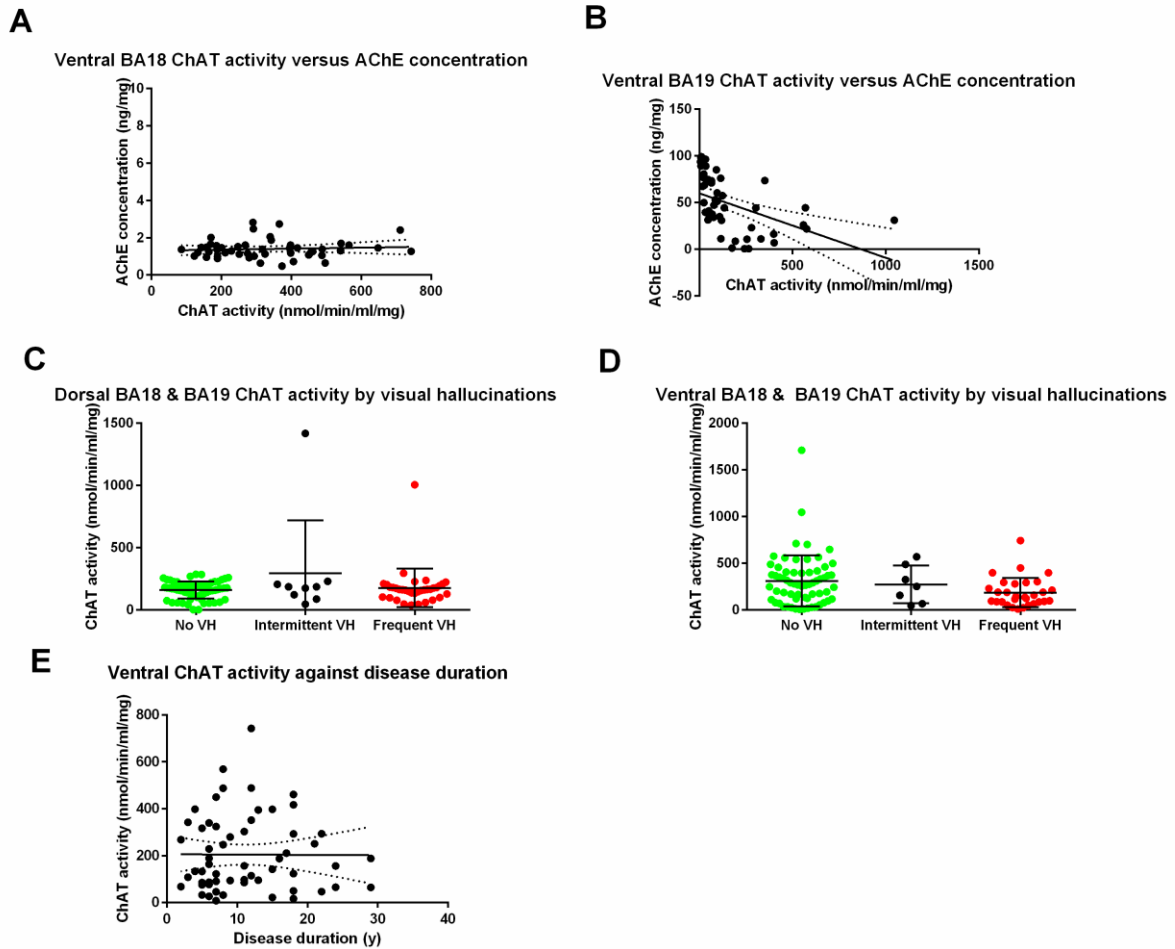 A
Ventral BA18 ChAT activity versus AChE concentration
AChE concentration (ng/mg)
10
8
6
4
2
0
0 200 400 600 800
ChAT activity (nmol/min/ml/mg)
B
Ventral BA19 ChAT activity versus AChE concentration
AChE concentration (ng/mg)
150
100
50
0
-50
500 1000 1500
ChAT activity (nmol/min/ml/mg)
C
Dorsal BA18 & BA19 ChAT activity by visual hallucinations
ChAT activity (nmol/min/ml/mg)
1500
1000
500
0
No VH Intermittent VH Frequent VH
D
Ventral BA18 & BA19 ChAT activity by visual hallucinations
ChAT activity (nmol/min/ml/mg)
2000
1500
1000
500
0
No VH Intermittent VH Frequent VH
E
Ventral ChAT activity against disease duration
ChAT activity (nmol/min/ml/mg)
800
600
400
200
0
0 10 20 30 40
Disease duration (y)